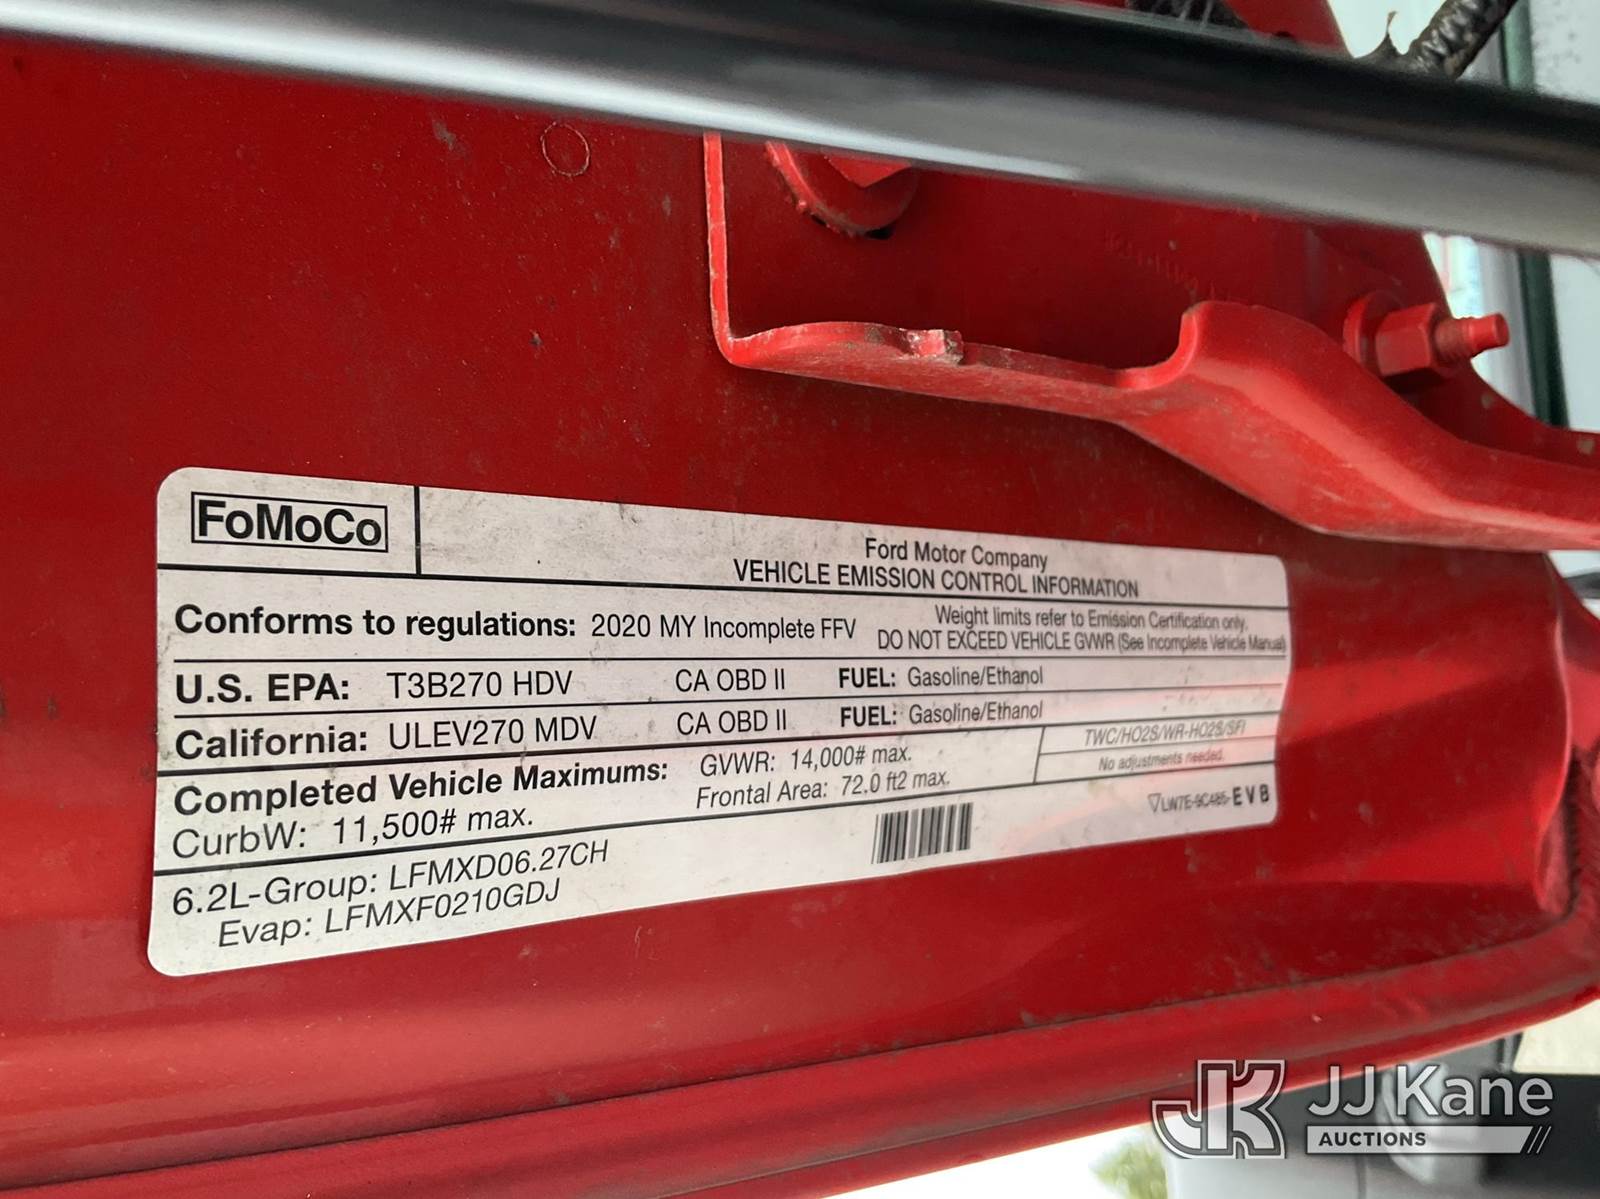 FoMoCo
Ford Motor Company
VEHICLE EMISSION CONTROL INFORMATION
Conforms to regulations: 2020 MY Incomplete FFV
Weight limits refer to Emission Certification only.
DO NOT EXCEED VEHICLE GVWR (See Incomplete Vehicle Manual)
U.S. EPA: T3B270 HDV CA OBD II FUEL: Gasoline/Ethanol
California: ULEV270 MDV CA OBD II FUEL: Gasoline/Ethanol
Completed Vehicle Maximums: GVWR: 14,000# max.
CurbW: 11,500# max. Frontal Area: 72.0 ft2 max.
TWC/HO2S/WR-HO2S/SFI
No adjustments needed.
6.2L-Group: LFMXD06.27CH
Evap: LFMXF0210GDJ
LW7E-9C485-EVB
JK JJ Kane
AUCTIONS